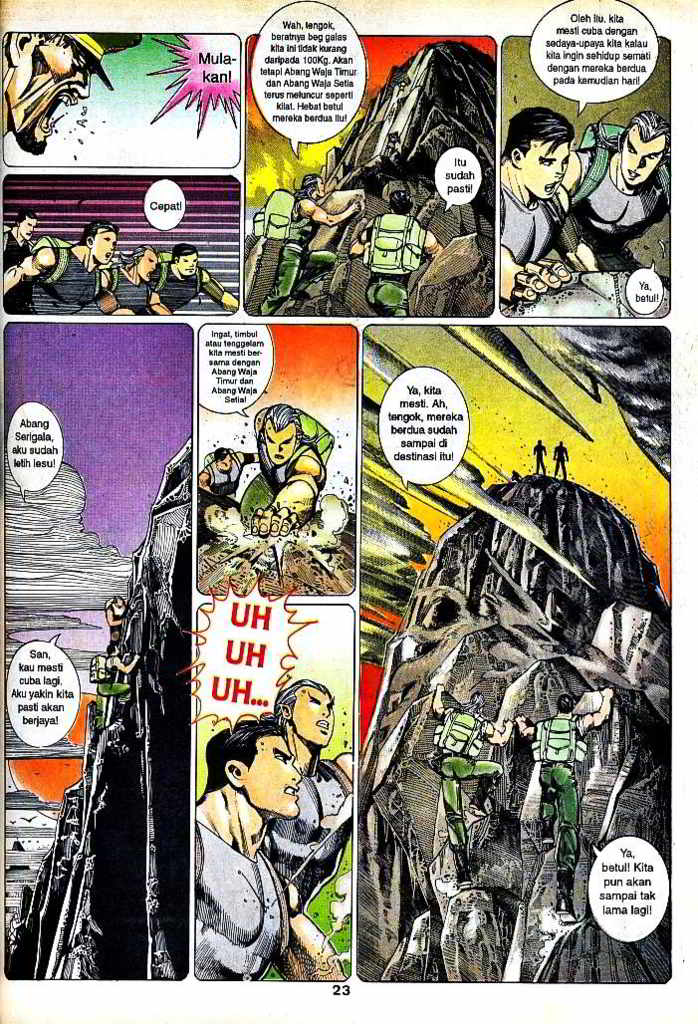 Mula-
kan!
Cepat!
Wah, tengok,
beratnya beg galas
kita ini tidak kurang
daripada 100Kg. Akan
tetapi Abang Waja Timur
dan Abang Waja Setia
terus meluncur seperti
kilat. Hebat betul
mereka berdua itu!
Itu
sudah
pasti!
Oleh itu, kita
mesti cuba dengan
sedaya-upaya kita kalau
kita ingin sehidup semati
dengan mereka berdua
pada kemudian hari!
Ya,
betul!
Abang
Serigala,
aku sudah
letih lesu!
San,
kau mesti
cuba lagi.
Aku yakin kita
pasti akan
berjaya!
Ingat, timbul
atau tenggelam
kita mesti ber-
sama dengan
Abang Waja
Timur dan
Abang Waja
Setia!
UH
UH
UH...
Ya, kita
mesti. Ah,
tengok, mereka
berdua sudah
sampai di
destinasi itu!
Ya,
betul! Kita
pun akan
sampai tak
lama lagi!
23